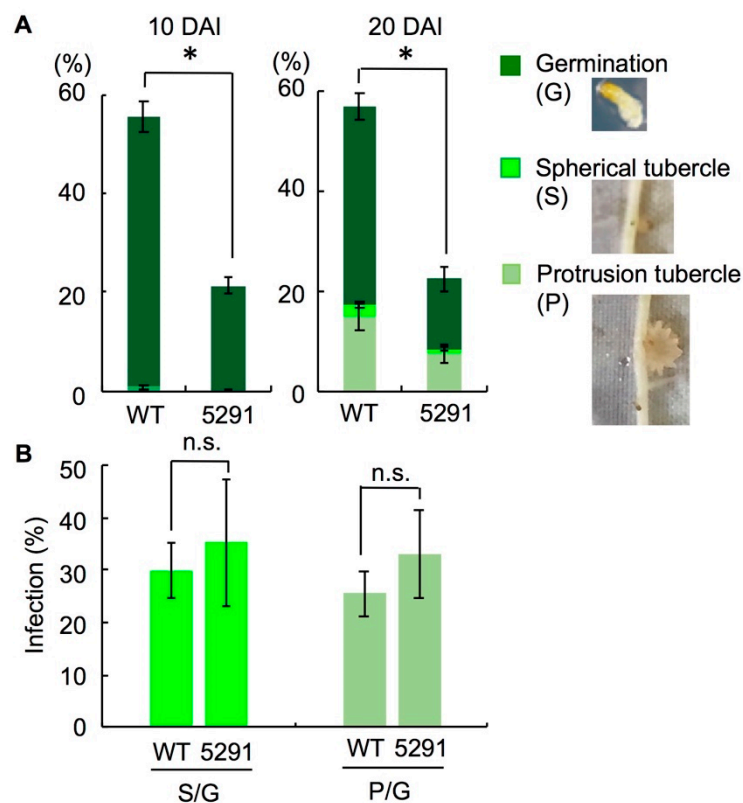 A
10 DAI
20 DAI
(%)
(%)
*
*
60
40
20
0
60
40
20
0
WT
5291
WT
5291
Germination
(G)
Spherical tubercle
(S)
Protrusion tubercle
(P)
B
Infection (%)
50
40
30
20
10
0
n.s.
n.s.
WT 5291
WT 5291
S/G
P/G